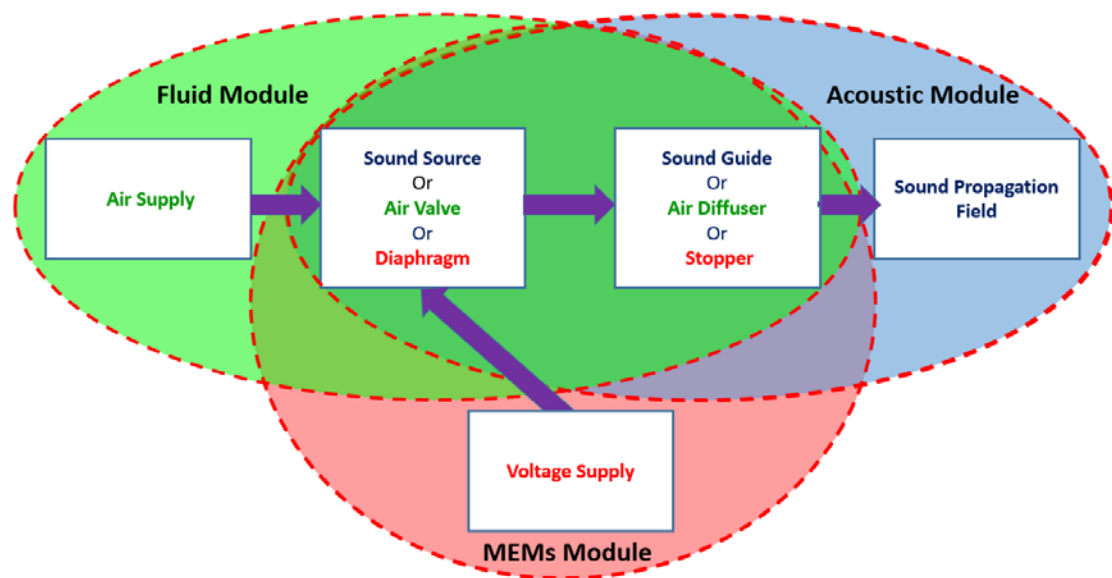 Fluid Module
Acoustic Module
Air Supply
Sound Source
Or
Air Valve
Or
Diaphragm
Sound Guide
Or
Air Diffuser
Or
Stopper
Sound Propagation
Field
Voltage Supply
MEMs Module